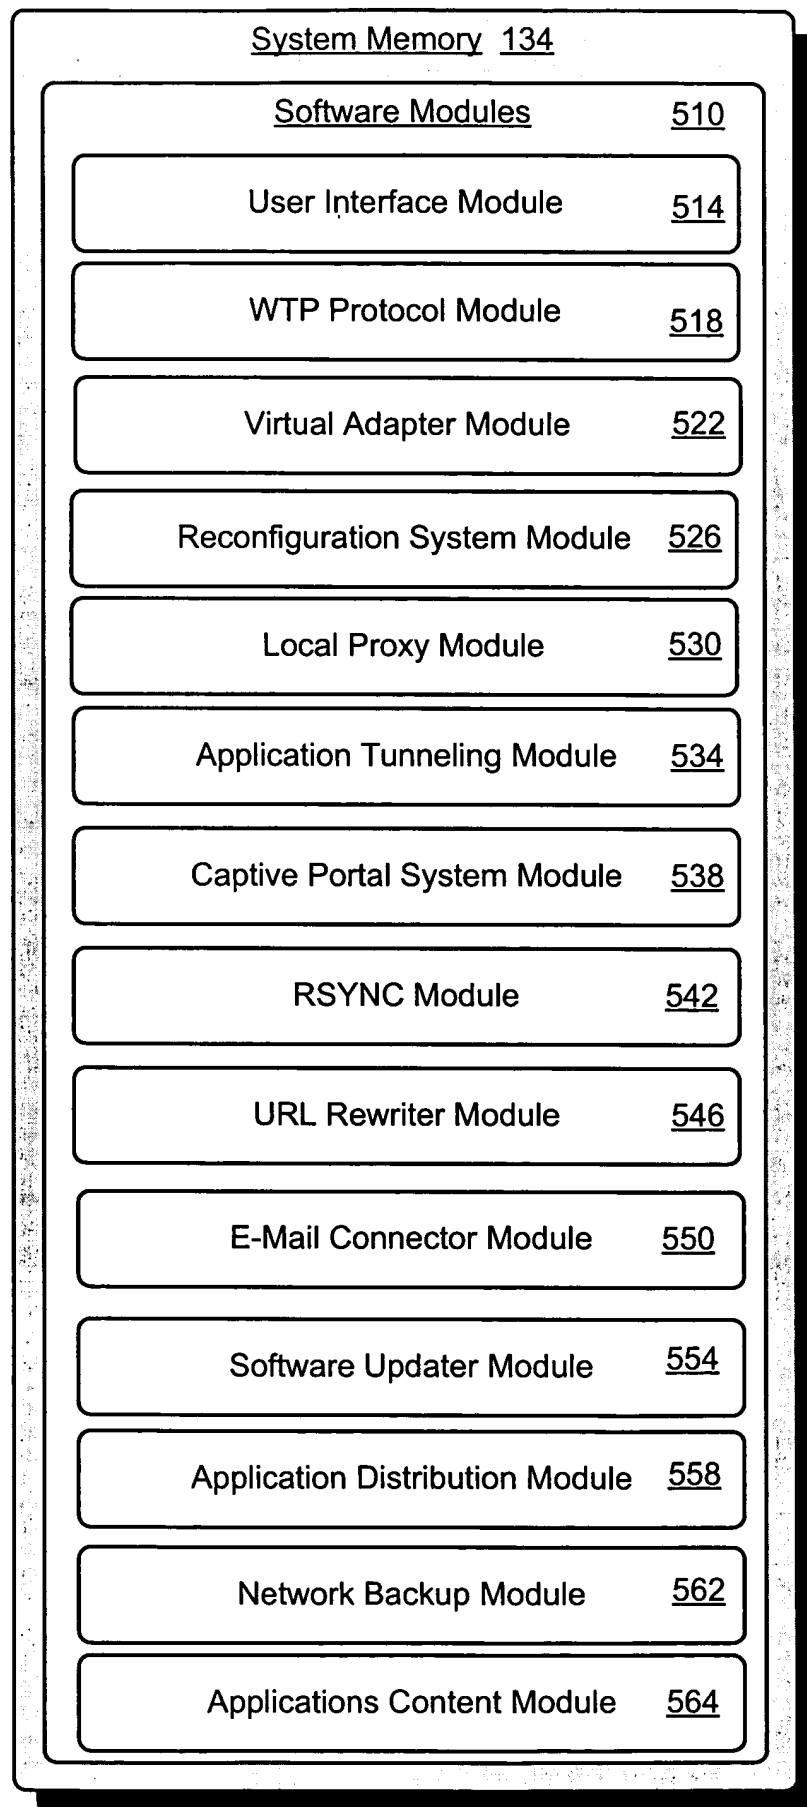 System Memory 134
Software Modules 510
User Interface Module 514
WTP Protocol Module 518
Virtual Adapter Module 522
Reconfiguration System Module 526
Local Proxy Module 530
Application Tunneling Module 534
Captive Portal System Module 538
RSYNC Module 542
URL Rewriter Module 546
E-Mail Connector Module 550
Software Updater Module 554
Application Distribution Module 558
Network Backup Module 562
Applications Content Module 564